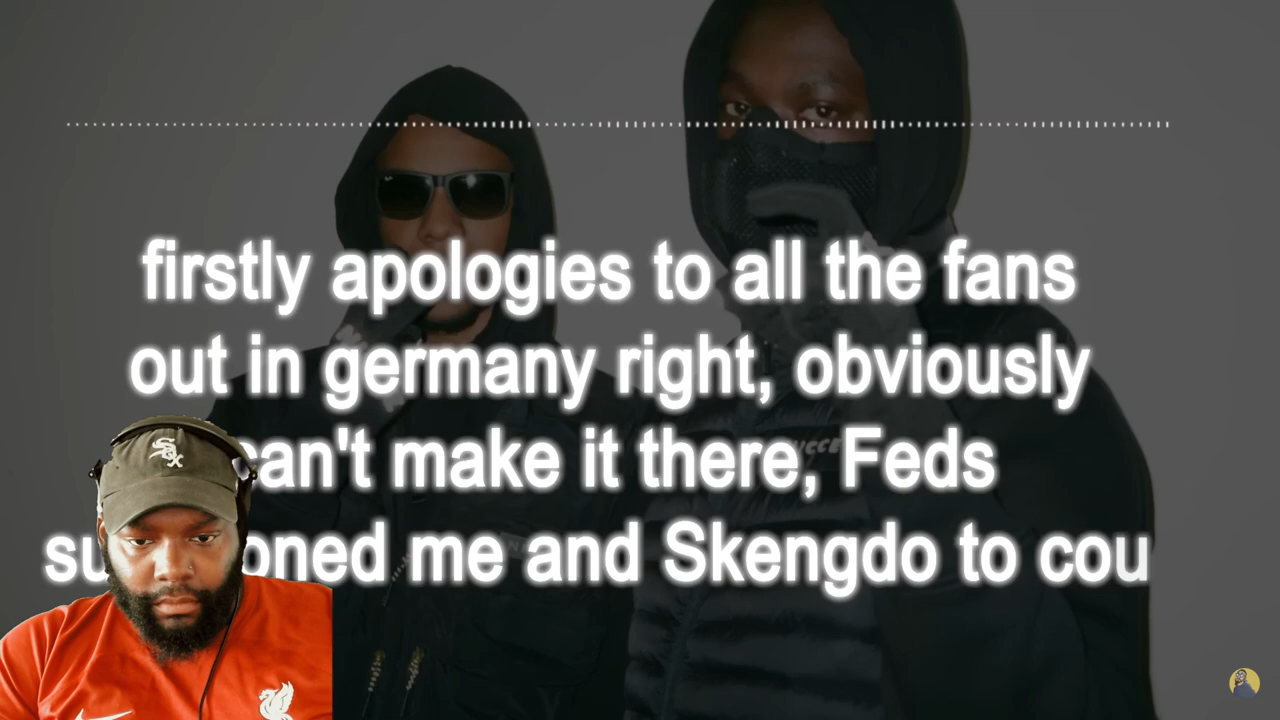 firstly apologies to all the fans
out in germany right, obviously
can't make it there, Feds
Sox
me and Skengdo to cou